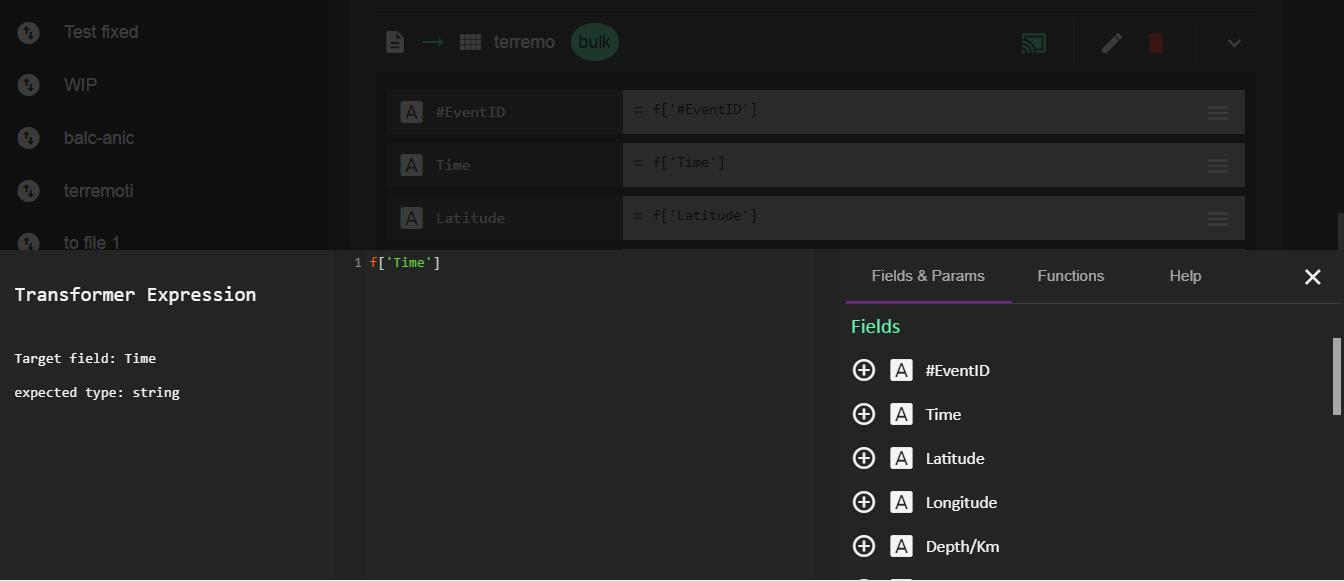 Test fixed
WIP
balc-anic
terremoti
to file 1
terremo bulk
A #EventID = f['#EventID']
A Time = f['Time']
A Latitude = f['Latitude']
Transformer Expression
Target field: Time
expected type: string
1 f['Time']
Fields & Params Functions Help
Fields
A #EventID
A Time
A Latitude
A Longitude
A Depth/Km